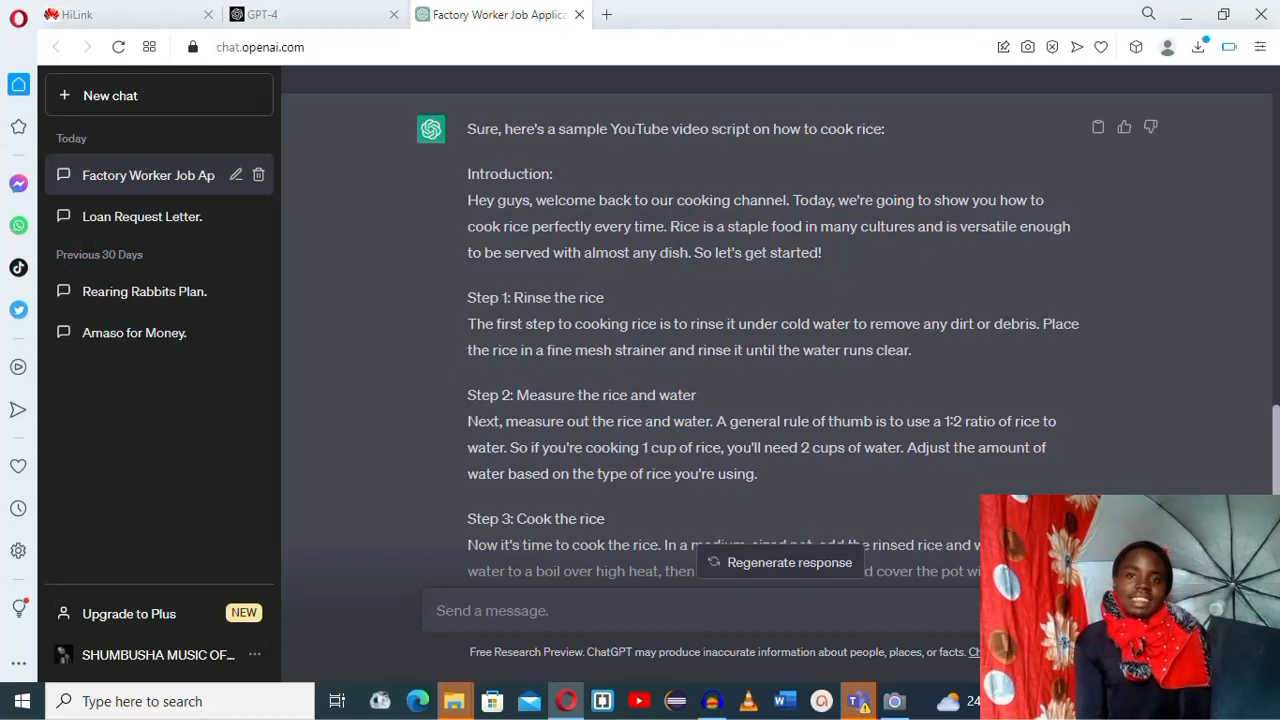 HiLink
GPT-4
Factory Worker Job Applica
chat.openai.com
New chat
Today
Factory Worker Job Ap
Loan Request Letter.
Previous 30 Days
Rearing Rabbits Plan.
Amaso for Money.
Upgrade to Plus
NEW
SHUMBUSHA MUSIC OF...
Sure, here's a sample YouTube video script on how to cook rice:
Introduction:
Hey guys, welcome back to our cooking channel. Today, we're going to show you how to
cook rice perfectly every time. Rice is a staple food in many cultures and is versatile enough
to be served with almost any dish. So let's get started!
Step 1: Rinse the rice
The first step to cooking rice is to rinse it under cold water to remove any dirt or debris. Place
the rice in a fine mesh strainer and rinse it until the water runs clear.
Step 2: Measure the rice and water
Next, measure out the rice and water. A general rule of thumb is to use a 1:2 ratio of rice to
water. So if you're cooking 1 cup of rice, you'll need 2 cups of water. Adjust the amount of
water based on the type of rice you're using.
Step 3: Cook the rice
Now it's time to cook the rice. In a medium-sized pot, add the rinsed rice and w
water to a boil over high heat, then d cover the pot wi
Regenerate response
Send a message.
Free Research Preview. ChatGPT may produce inaccurate information about people, places, or facts. Ch
Type here to search
24